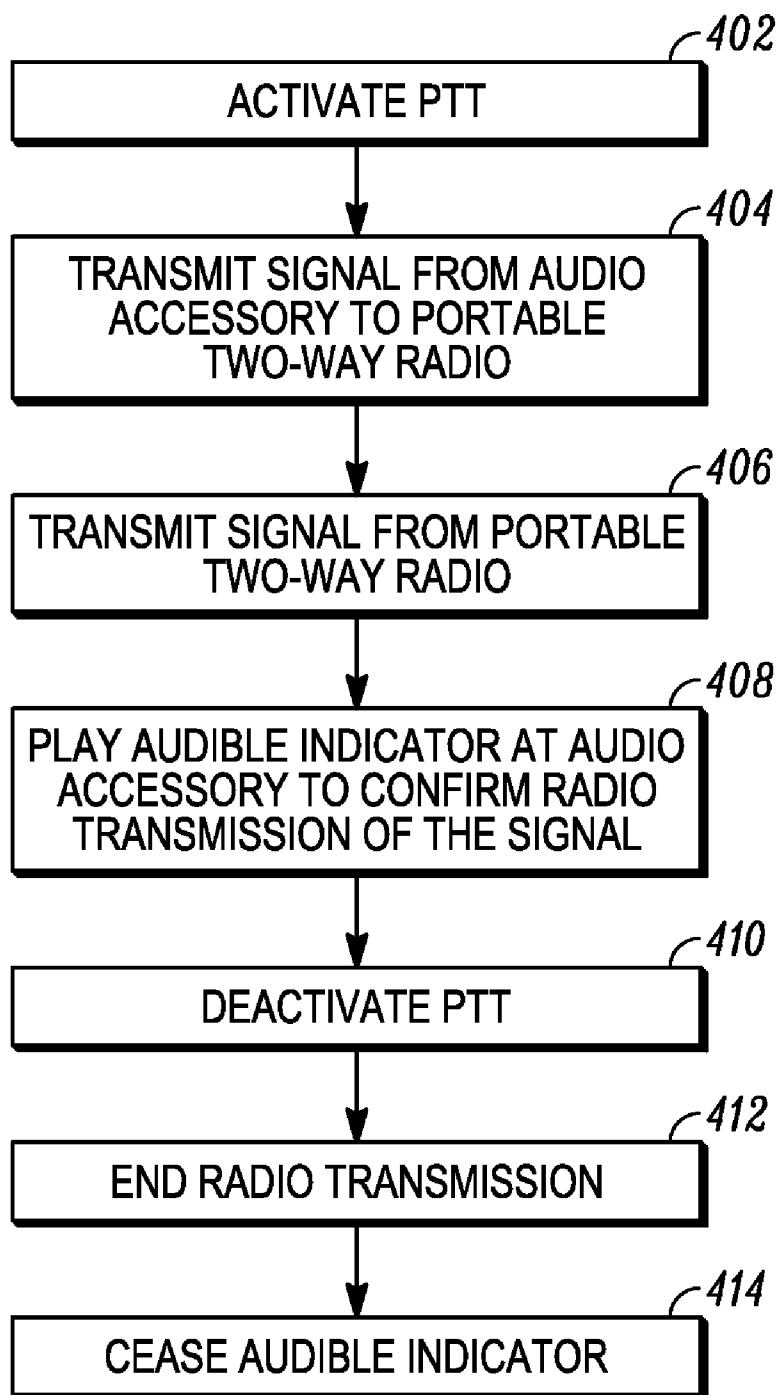 402
ACTIVATE PTT
404
TRANSMIT SIGNAL FROM AUDIO
ACCESSORY TO PORTABLE
TWO-WAY RADIO
406
TRANSMIT SIGNAL FROM PORTABLE
TWO-WAY RADIO
408
PLAY AUDIBLE INDICATOR AT AUDIO
ACCESSORY TO CONFIRM RADIO
TRANSMISSION OF THE SIGNAL
410
DEACTIVATE PTT
412
END RADIO TRANSMISSION
414
CEASE AUDIBLE INDICATOR